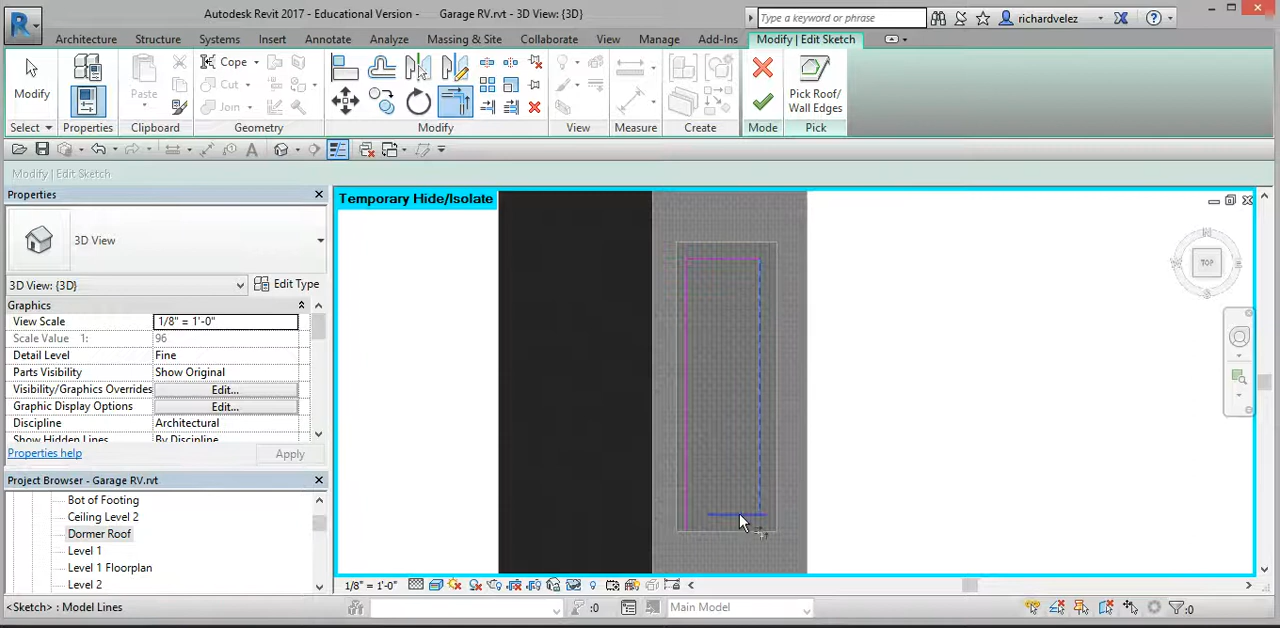 Autodesk Revit 2017 - Educational Version - Garage RV.rvt - 3D View: {3D}
Type a keyword or phrase
richardvelez
Architecture Structure Systems Insert Annotate Analyze Massing & Site Collaborate View Manage Add-Ins Modify | Edit Sketch
Modify
Paste
Cope
Cut
Join
Pick Roof/
Wall Edges
Select Properties Clipboard Geometry Modify View Measure Create Mode Pick
Modify | Edit Sketch
Properties
Temporary Hide/Isolate
3D View
TOP
3D View: {3D}
Edit Type
Graphics
View Scale 1/8" = 1'-0"
Scale Value 1: 96
Detail Level Fine
Parts Visibility Show Original
Visibility/Graphics Overrides Edit...
Graphic Display Options Edit...
Discipline Architectural
Show Hidden Lines By Discipline
Properties help
Apply
Project Browser - Garage RV.rvt
Bot of Footing
Ceiling Level 2
Dormer Roof
Level 1
Level 1 Floorplan
Level 2
1/8" = 1'-0"
<Sketch> : Model Lines
:0
Main Model
:0